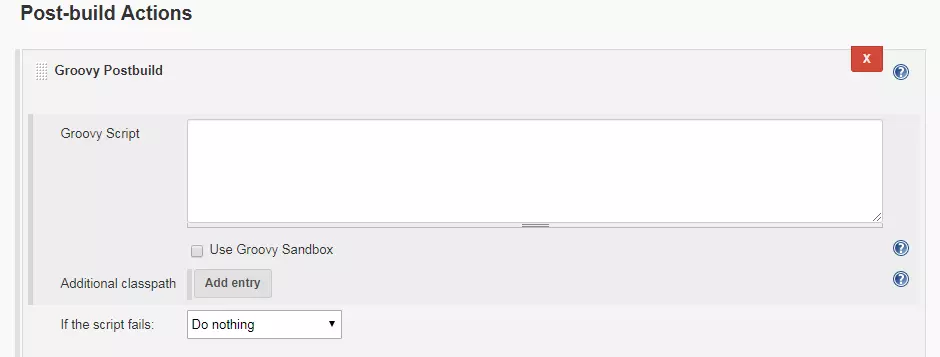 Post-build Actions
Groovy Postbuild
X
?
Groovy Script
Use Groovy Sandbox
?
Additional classpath
Add entry
?
If the script fails:
Do nothing